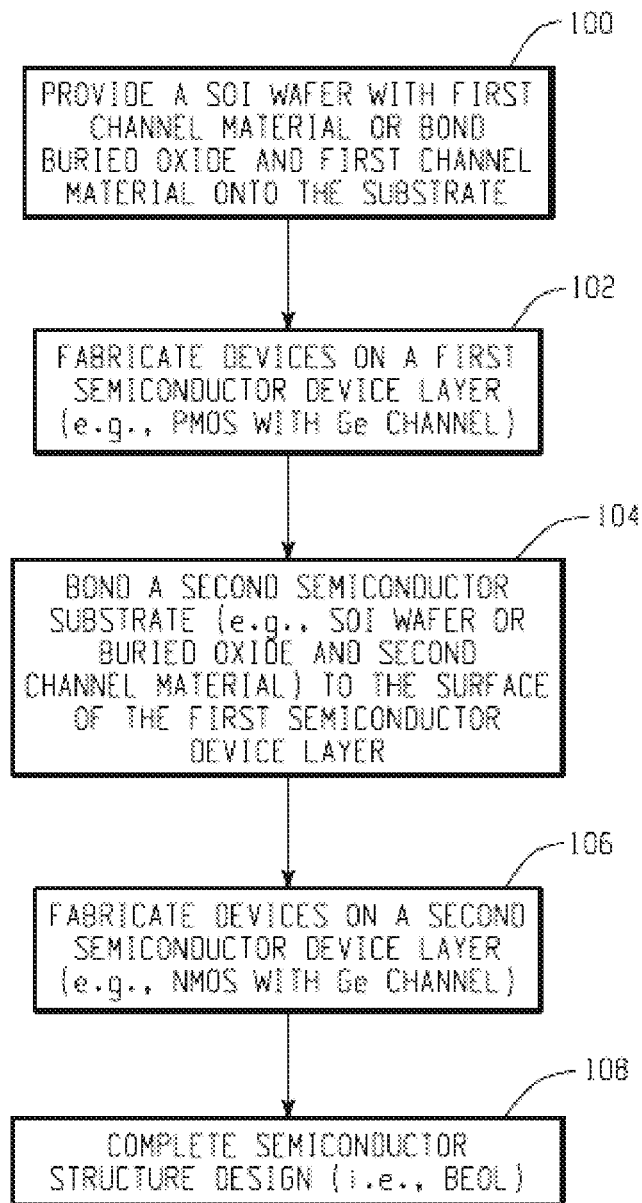 100
PROVIDE A SOI WAFER WITH FIRST
CHANNEL MATERIAL OR BOND
BURIED OXIDE AND FIRST CHANNEL
MATERIAL ONTO THE SUBSTRATE
102
FABRICATE DEVICES ON A FIRST
SEMICONDUCTOR DEVICE LAYER
(e.g., PMOS WITH Ge CHANNEL)
104
BOND A SECOND SEMICONDUCTOR
SUBSTRATE (e.g., SOI WAFER OR
BURIED OXIDE AND SECOND
CHANNEL MATERIAL) TO THE SURFACE
OF THE FIRST SEMICONDUCTOR
DEVICE LAYER
106
FABRICATE DEVICES ON A SECOND
SEMICONDUCTOR DEVICE LAYER
(e.g., NMOS WITH Ge CHANNEL)
108
COMPLETE SEMICONDUCTOR
STRUCTURE DESIGN (i.e., BEOL)